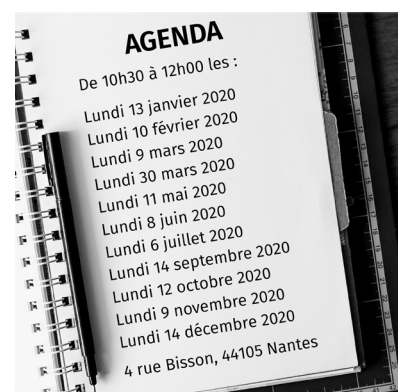 AGENDA
De 10h30 à 12h00 les :
Lundi 13 janvier 2020
Lundi 10 février 2020
Lundi 9 mars 2020
Lundi 30 mars 2020
Lundi 11 mai 2020
Lundi 8 juin 2020
Lundi 6 juillet 2020
Lundi 14 septembre 2020
Lundi 12 octobre 2020
Lundi 9 novembre 2020
Lundi 14 décembre 2020
4 rue Bisson, 44105 Nantes